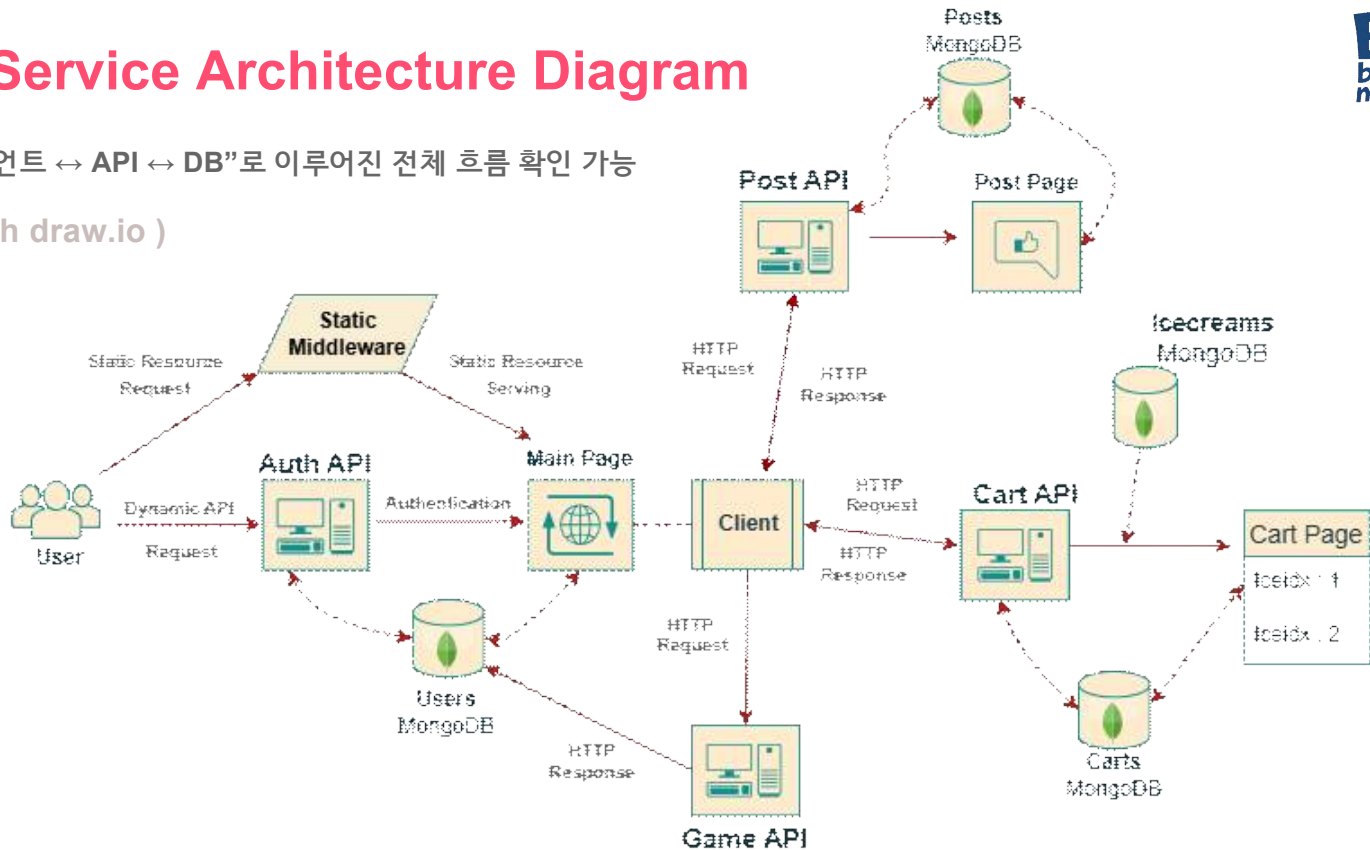 Service Architecture Diagram
언트 ↔ API ↔ DB”로 이루어진 전체 흐름 확인 가능
h draw.io )
Posts
MongoDB
Post API
Post Page
Icecreams
MongoDB
Static
Middleware
Static Resource
Request
Static Resource
Serving
HTTP
Request
HTTP
Response
User
Dynamic API
Request
Auth API
Authentication
Main Page
Client
HTTP
Request
HTTP
Response
Cart API
Cart Page
Iceidx : 1
Iceidx : 2
Users
MongoDB
HTTP
Request
HTTP
Response
Game API
Carts
MongoDB